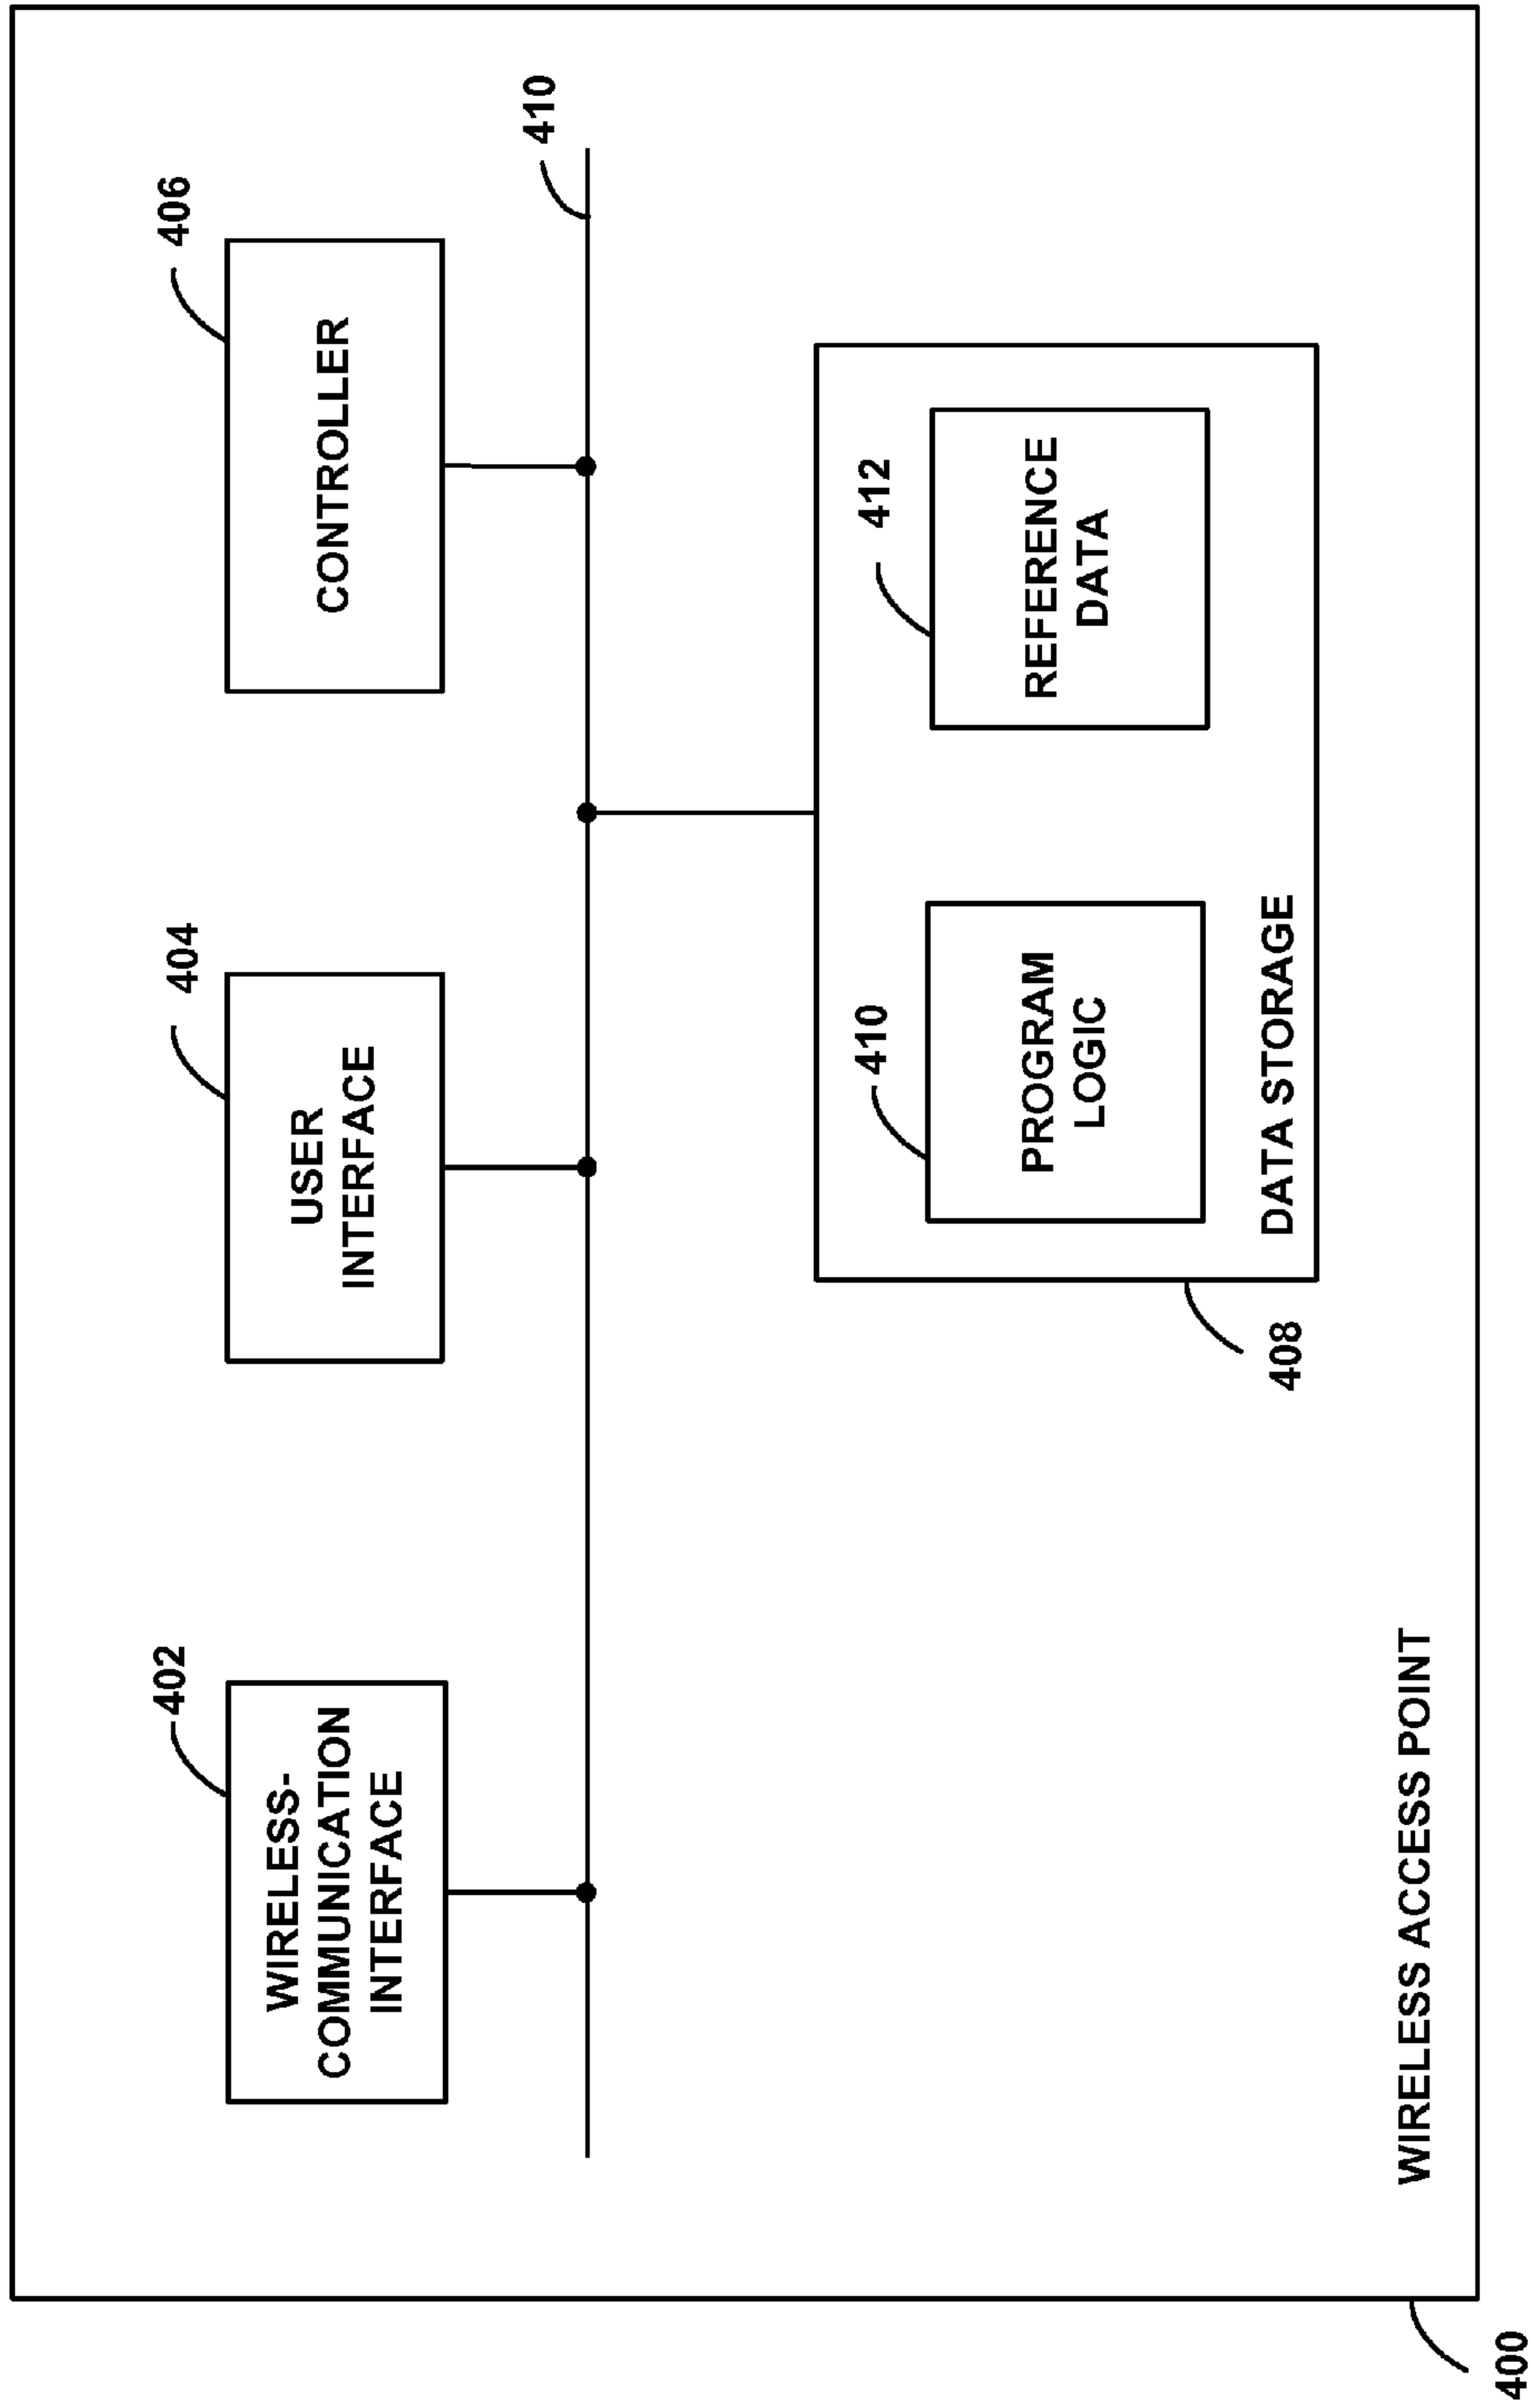 402
WIRELESS-
COMMUNICATION
INTERFACE
404
USER
INTERFACE
406
CONTROLLER
410
410
PROGRAM
LOGIC
412
REFERENCE
DATA
DATA STORAGE
408
WIRELESS ACCESS POINT
400